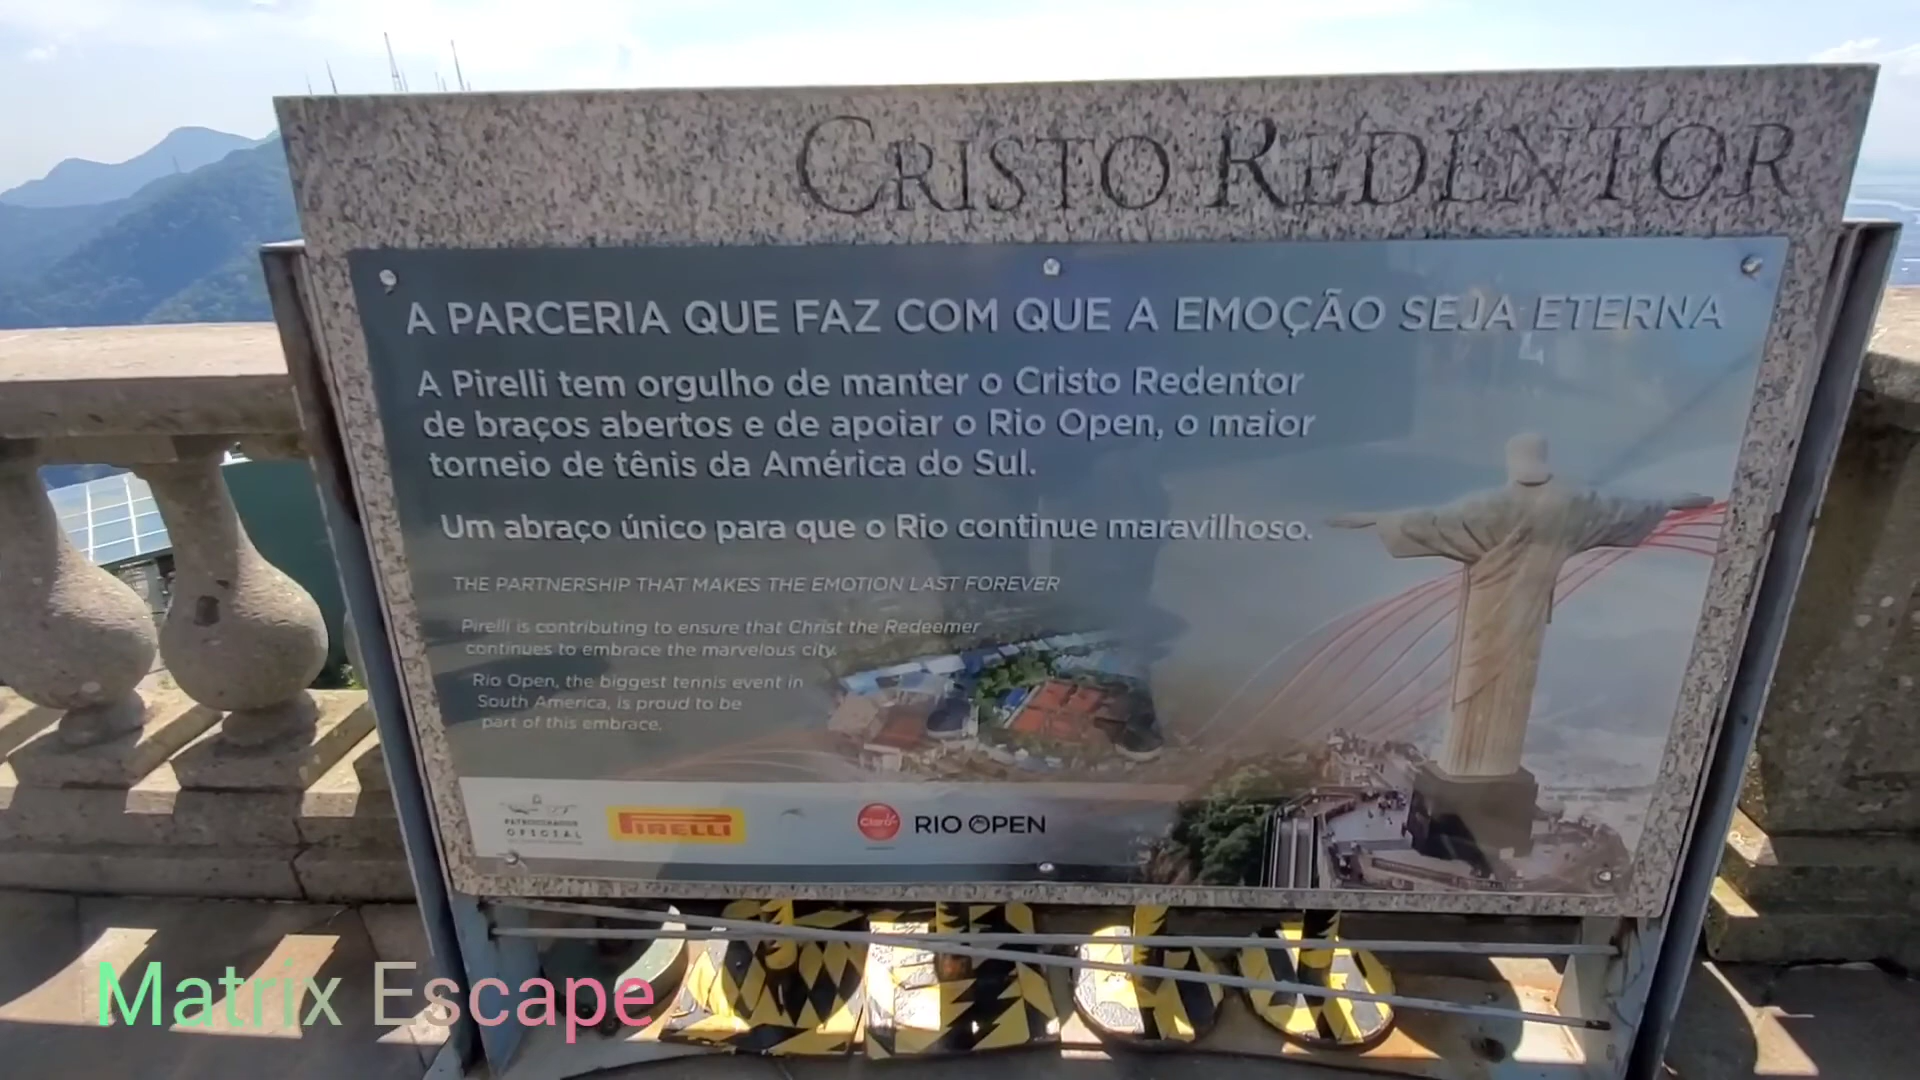 CRISTO REDENTOR
A PARCERIA QUE FAZ COM QUE A EMOÇÃO SEJA ETERNA
A Pirelli tem orgulho de manter o Cristo Redentor
de braços abertos e de apoiar o Rio Open, o maior
torneio de tênis da América do Sul.
Um abraço único para que o Rio continue maravilhoso.
THE PARTNERSHIP THAT MAKES THE EMOTION LAST FOREVER
Pirelli is contributing to ensure that Christ the Redeemer
continues to embrace the marvelous city.
Rio Open, the biggest tennis event in
South America, is proud to be
part of this embrace.
PATROCINADOR
OFICIAL
PIRELLI
Claro
RIO OPEN
Matrix Escape